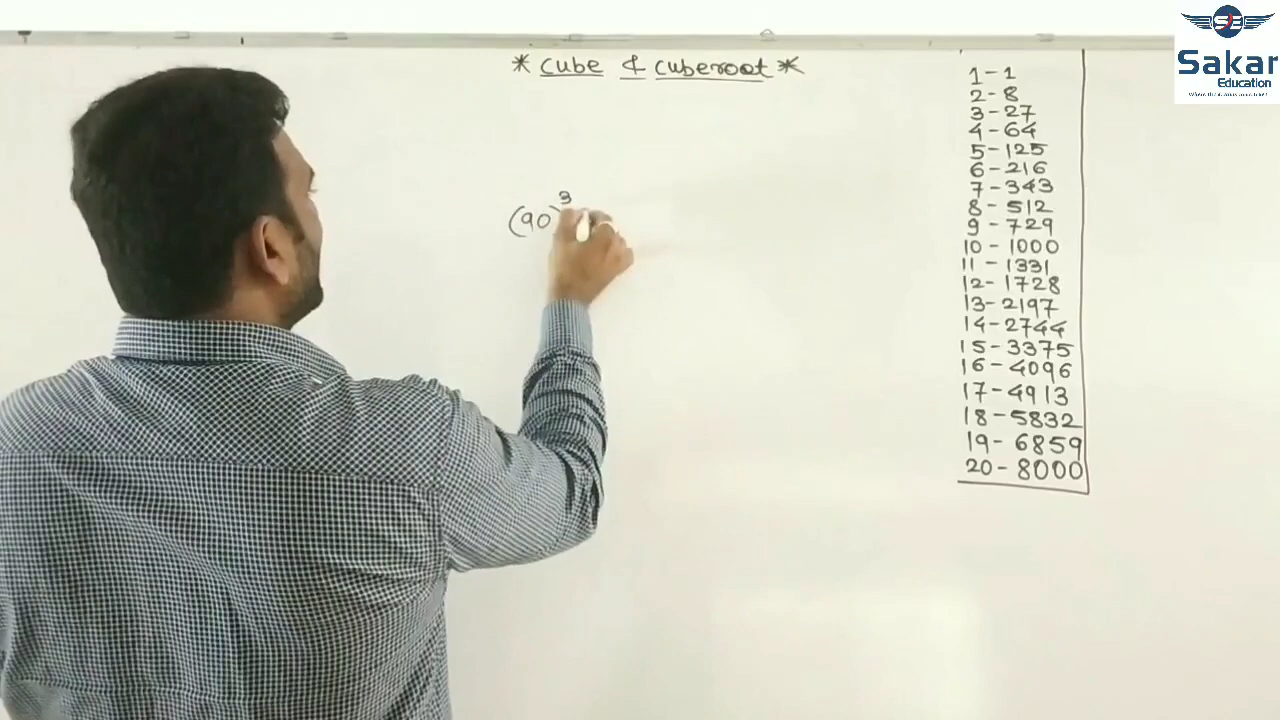 * Cube & Cuberoot *
(90)³
1 - 1
2 - 8
3 - 27
4 - 64
5 - 125
6 - 216
7 - 343
8 - 512
9 - 729
10 - 1000
11 - 1331
12 - 1728
13 - 2197
14 - 2744
15 - 3375
16 - 4096
17 - 4913
18 - 5832
19 - 6859
20 - 8000
Sakar
Education